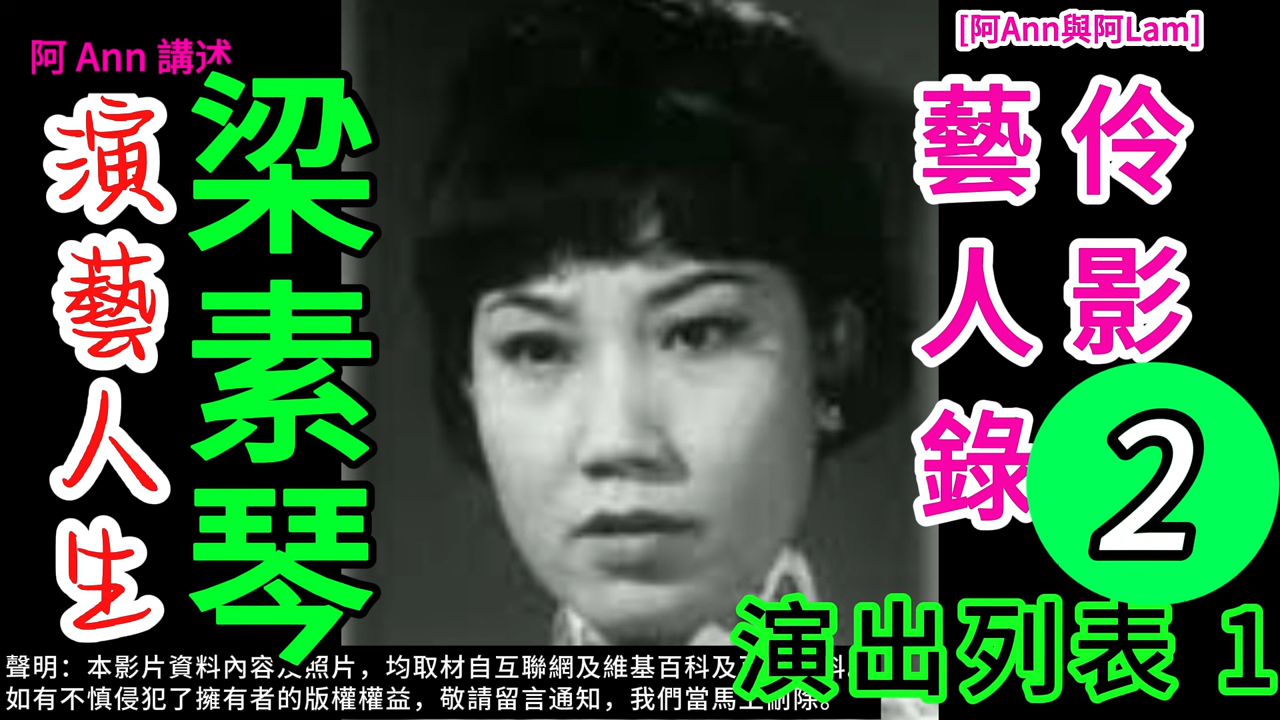 阿 Ann 講述
[阿Ann與阿Lam]
演藝人生
梁素琴
伶影
藝人錄
2
演出列表 1
聲明：本影片資料內容及照片，均取材自互聯網及維基百科及
如有不慎侵犯了擁有者的版權權益，敬請留言通知，我們當馬上刪除。